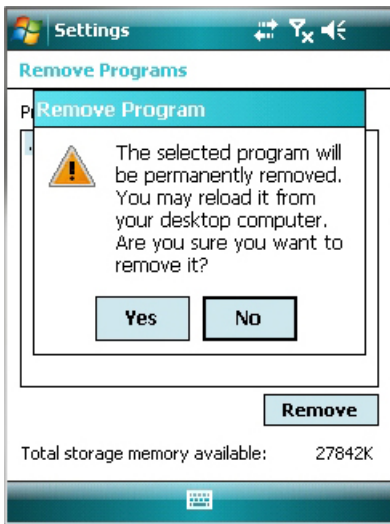 Settings
Remove Programs
Remove Program
The selected program will
be permanently removed.
You may reload it from
your desktop computer.
Are you sure you want to
remove it?
Yes No
Remove
Total storage memory available: 27842K